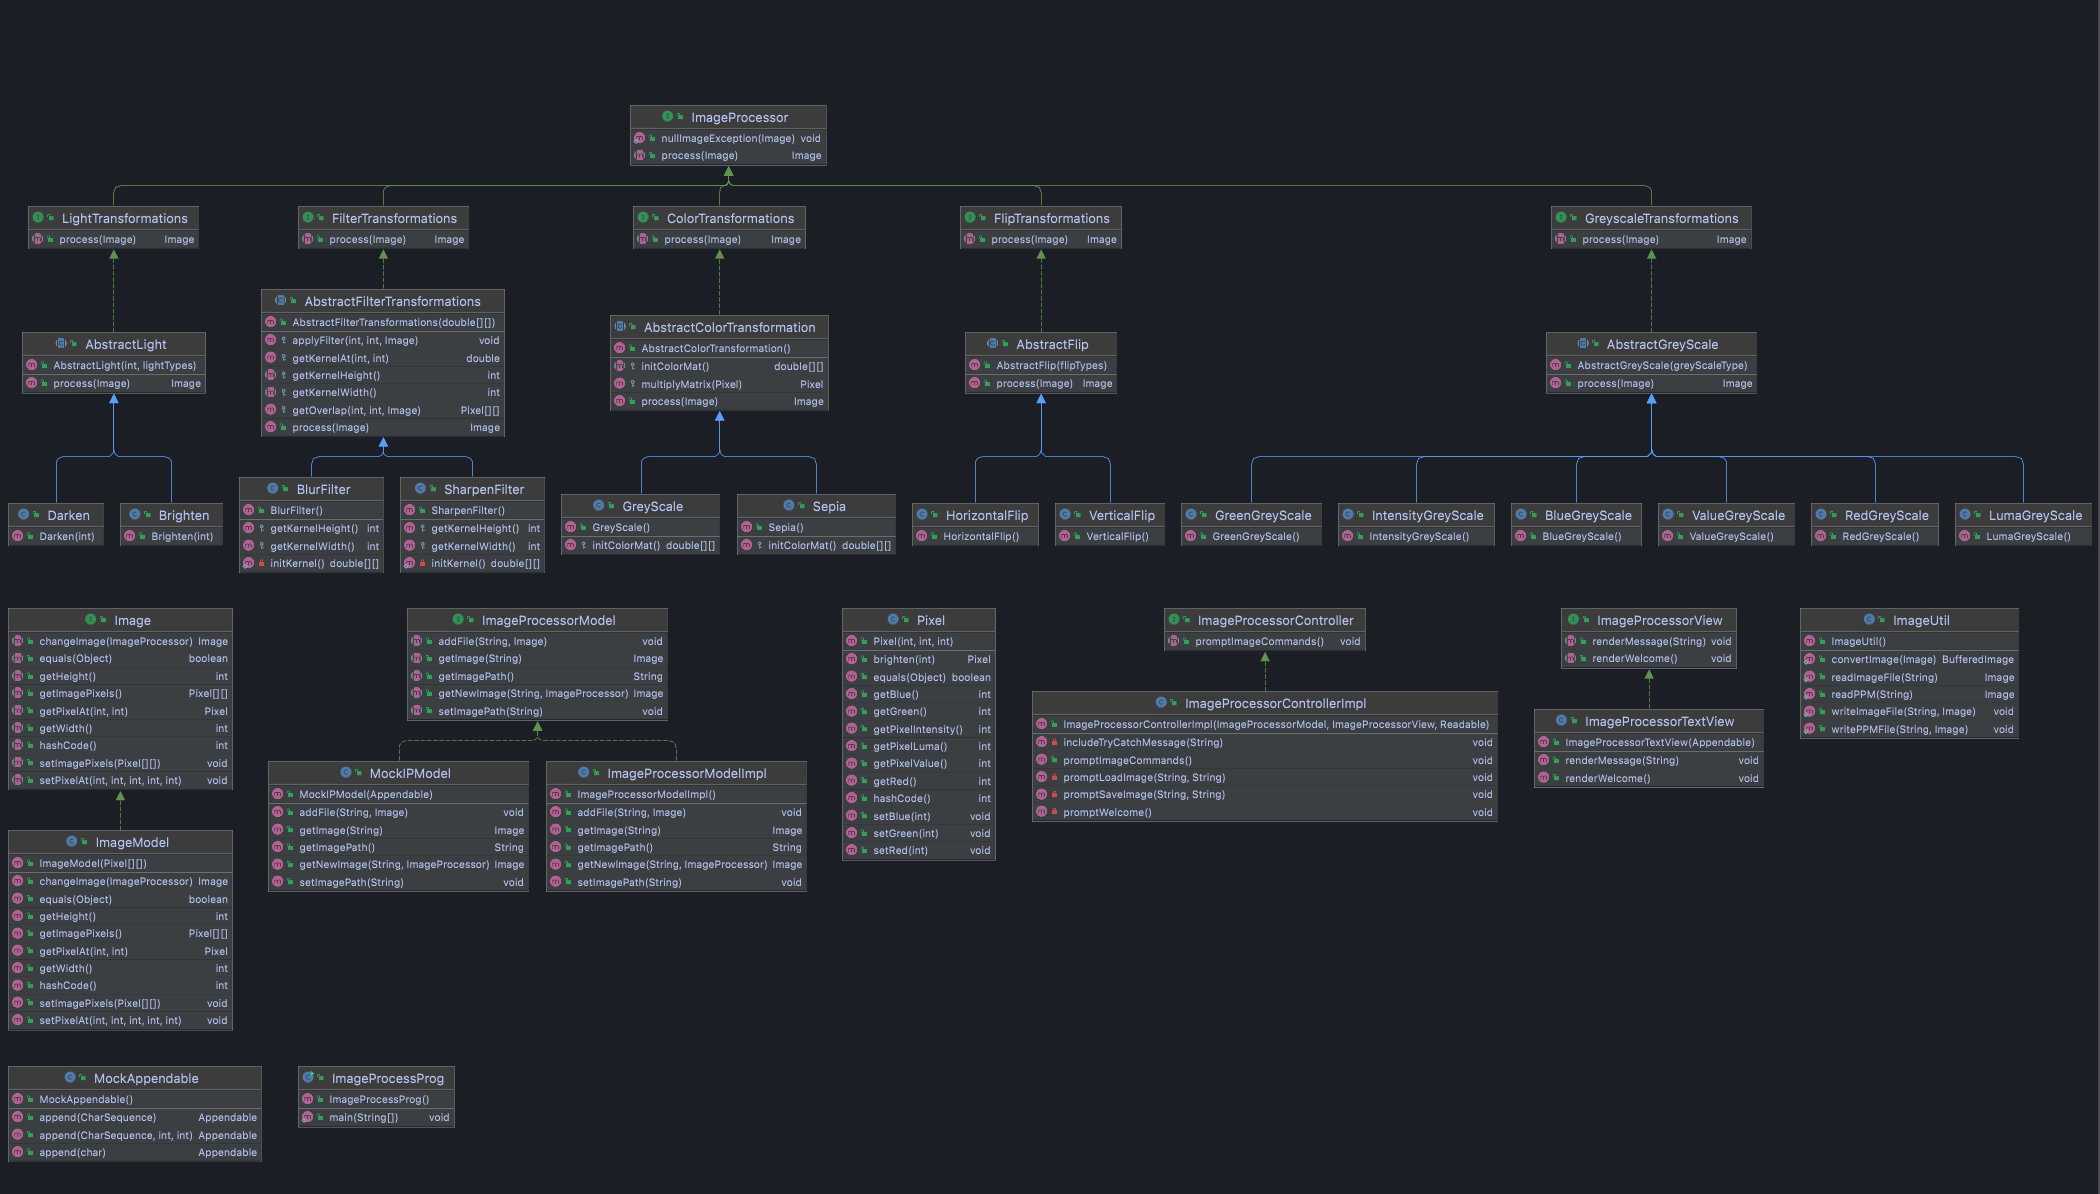 ImageProcessor
nullImageException(Image) void
process(Image) Image
LightTransformations
process(Image) Image
FilterTransformations
process(Image) Image
ColorTransformations
process(Image) Image
FlipTransformations
process(Image) Image
GreyscaleTransformations
process(Image) Image
AbstractLight
AbstractLight(int, lightTypes)
process(Image) Image
AbstractFilterTransformations
AbstractFilterTransformations(double[][])
applyFilter(int, int, Image) void
getKernelAt(int, int) double
getKernelHeight() int
getKernelWidth() int
getOverlap(int, int, Image) Pixel[][]
process(Image) Image
AbstractColorTransformation
AbstractColorTransformation()
initColorMat() double[][]
multiplyMatrix(Pixel) Pixel
process(Image) Image
AbstractFlip
AbstractFlip(flipTypes)
process(Image) Image
AbstractGreyScale
AbstractGreyScale(greyScaleType)
process(Image) Image
Darken
Darken(int)
Brighten
Brighten(int)
BlurFilter
BlurFilter()
getKernelHeight() int
getKernelWidth() int
initKernel() double[][]
SharpenFilter
SharpenFilter()
getKernelHeight() int
getKernelWidth() int
initKernel() double[][]
GreyScale
GreyScale()
initColorMat() double[][]
Sepia
Sepia()
initColorMat() double[][]
HorizontalFlip
HorizontalFlip()
VerticalFlip
VerticalFlip()
GreenGreyScale
GreenGreyScale()
IntensityGreyScale
IntensityGreyScale()
BlueGreyScale
BlueGreyScale()
ValueGreyScale
ValueGreyScale()
RedGreyScale
RedGreyScale()
LumaGreyScale
LumaGreyScale()
Image
changeImage(ImageProcessor) Image
equals(Object) boolean
getHeight() int
getImagePixels() Pixel[][]
getPixelAt(int, int) Pixel
getWidth() int
hashCode() int
setImagePixels(Pixel[][]) void
setPixelAt(int, int, int, int, int) void
ImageModel
ImageModel(Pixel[][])
changeImage(ImageProcessor) Image
equals(Object) boolean
getHeight() int
getImagePixels() Pixel[][]
getPixelAt(int, int) Pixel
getWidth() int
hashCode() int
setImagePixels(Pixel[][]) void
setPixelAt(int, int, int, int, int) void
ImageProcessorModel
addFile(String, Image) void
getImage(String) Image
getImagePath() String
getNewImage(String, ImageProcessor) Image
setImagePath(String) void
MockIPModel
MockIPModel(Appendable)
addFile(String, Image) void
getImage(String) Image
getImagePath() String
getNewImage(String, ImageProcessor) Image
setImagePath(String) void
ImageProcessorModelImpl
ImageProcessorModelImpl()
addFile(String, Image) void
getImage(String) Image
getImagePath() String
getNewImage(String, ImageProcessor) Image
setImagePath(String) void
Pixel
Pixel(int, int, int)
brighten(int) Pixel
equals(Object) boolean
getBlue() int
getGreen() int
getPixelIntensity() int
getPixelLuma() int
getPixelValue() int
getRed() int
hashCode() int
setBlue(int) void
setGreen(int) void
setRed(int) void
ImageProcessorController
promptImageCommands() void
ImageProcessorControllerImpl
ImageProcessorControllerImpl(ImageProcessorModel, ImageProcessorView, Readable)
includeTryCatchMessage(String) void
promptImageCommands() void
promptLoadImage(String, String) void
promptSaveImage(String, String) void
promptWelcome() void
ImageProcessorView
renderMessage(String) void
renderWelcome() void
ImageProcessorTextView
ImageProcessorTextView(Appendable)
renderMessage(String) void
renderWelcome() void
ImageUtil
ImageUtil()
convertImage(Image) BufferedImage
readImageFile(String) Image
readPPM(String) Image
writeImageFile(String, Image) void
writePPMFile(String, Image) void
MockAppendable
MockAppendable()
append(CharSequence) Appendable
append(CharSequence, int, int) Appendable
append(char) Appendable
ImageProcessProg
ImageProcessProg()
main(String[]) void